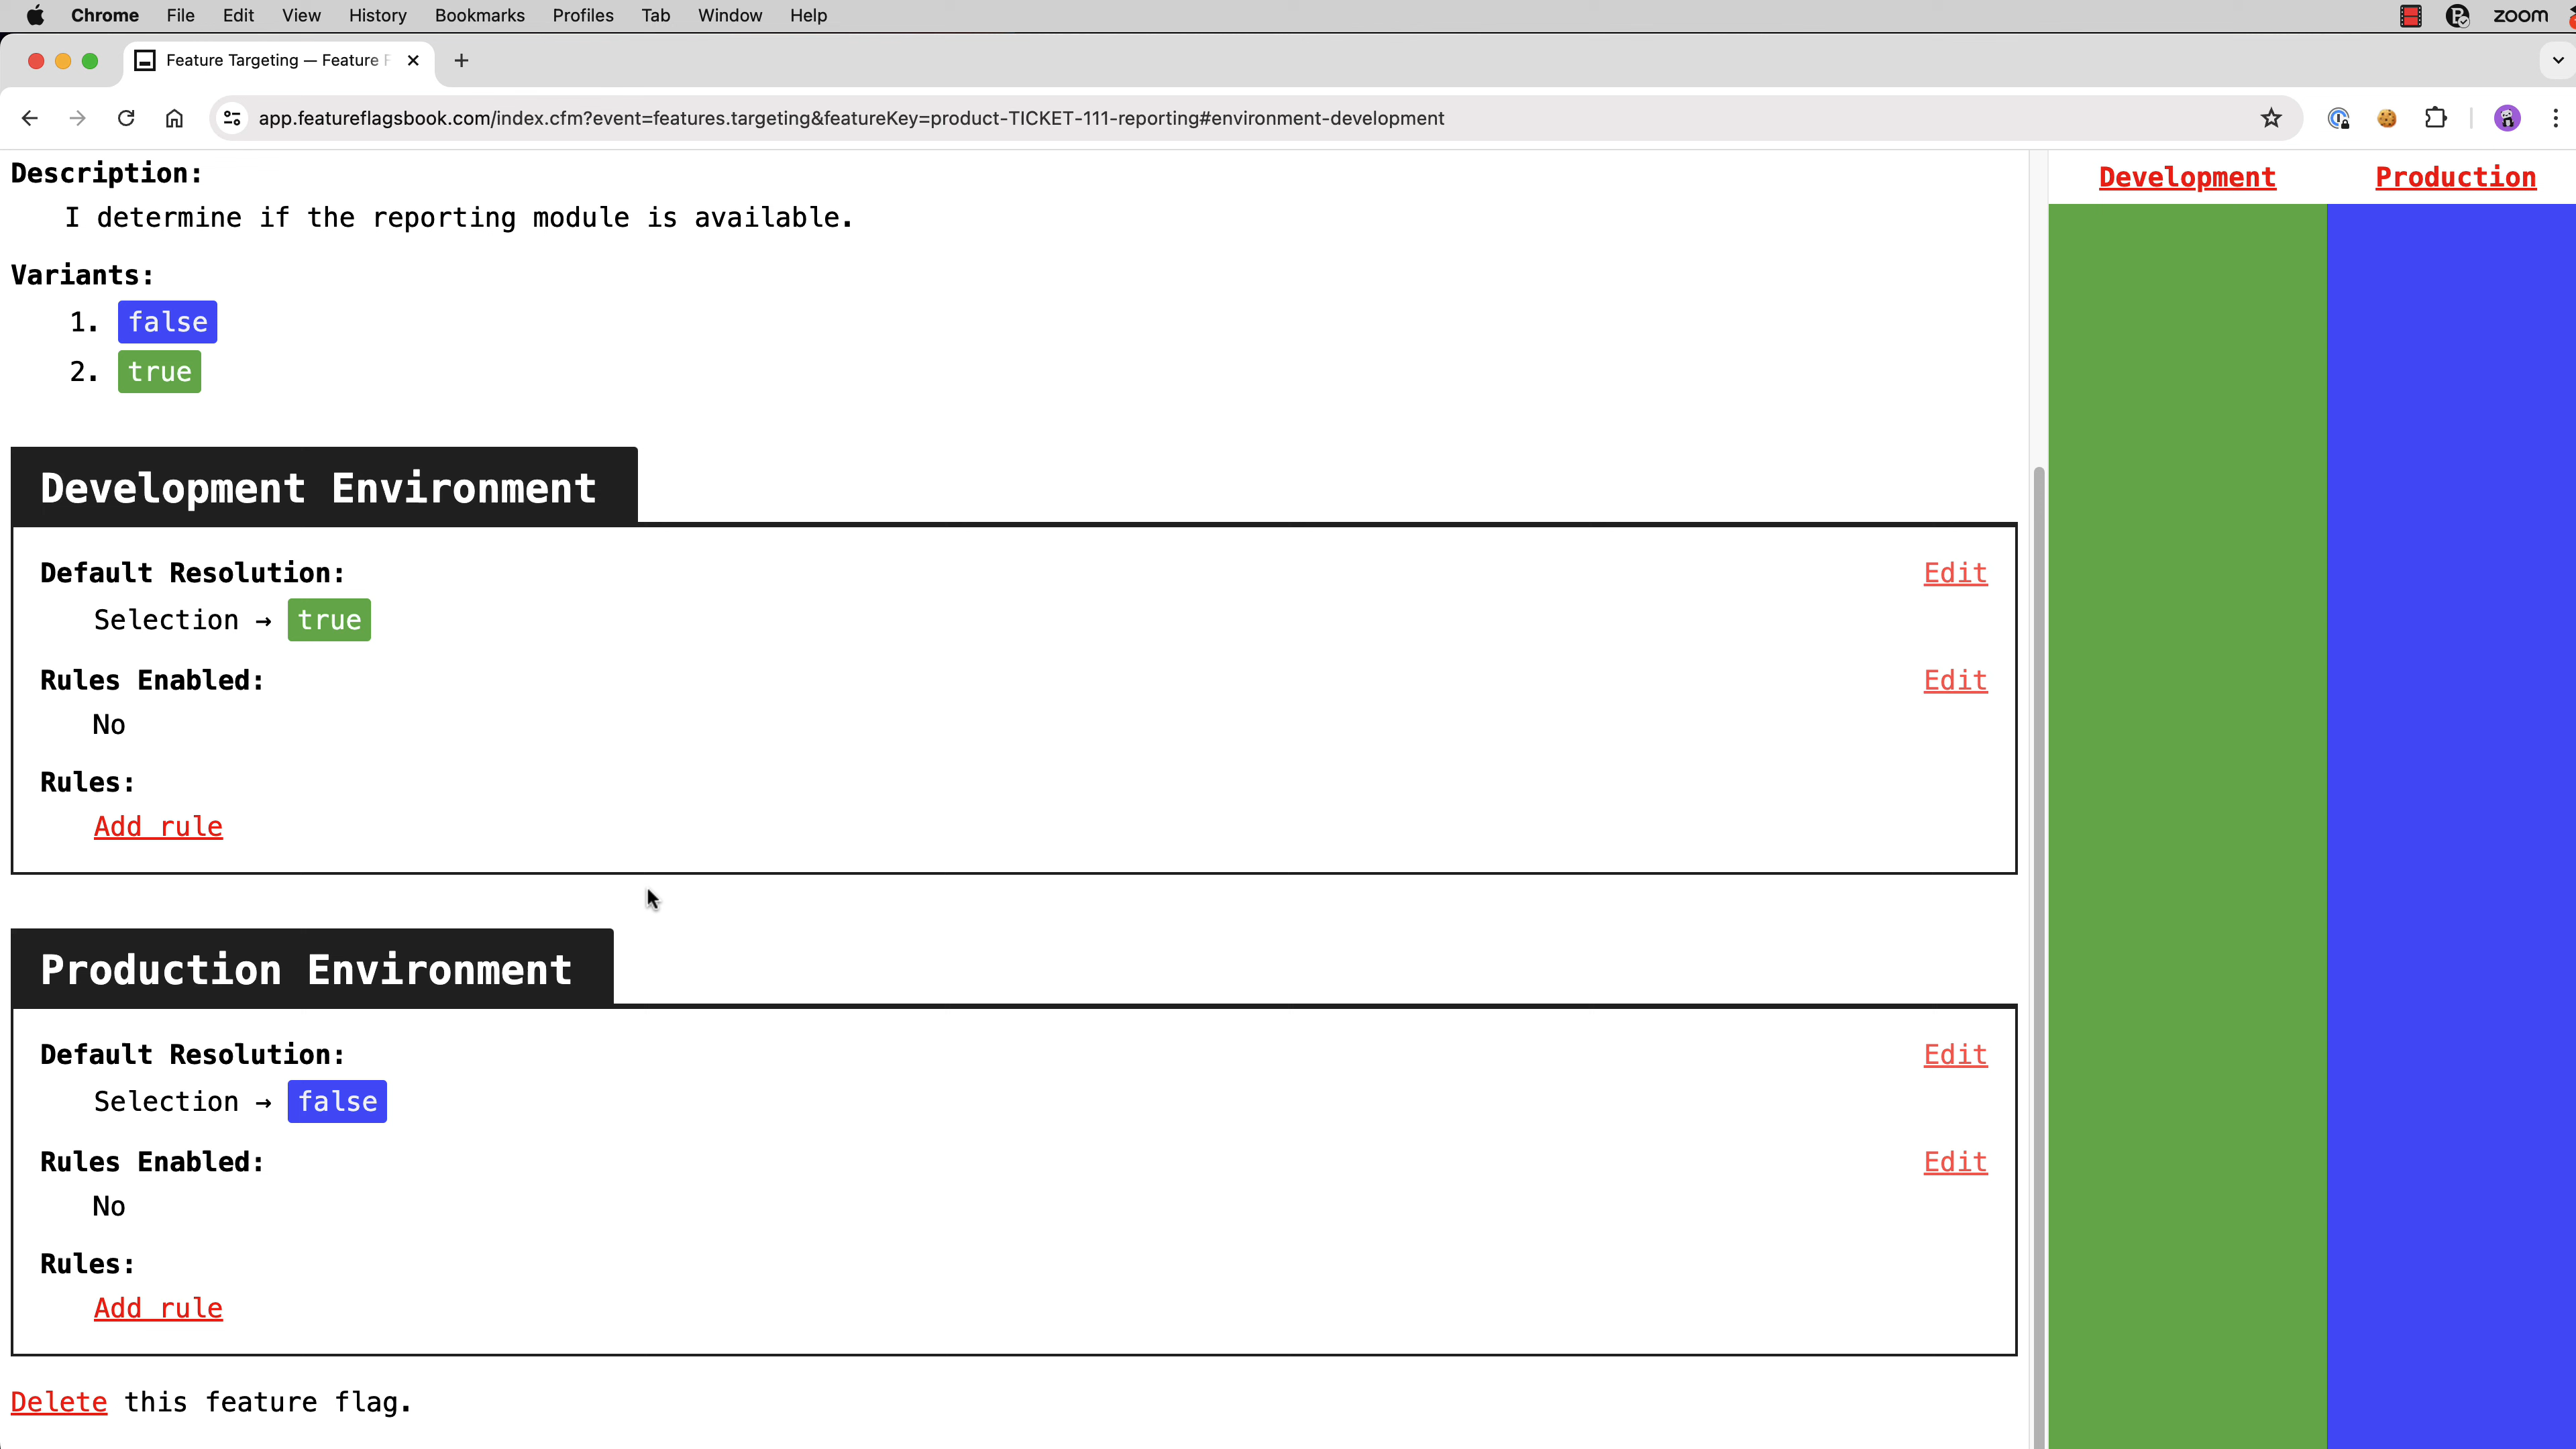 Chrome File Edit View History Bookmarks Profiles Tab Window Help zoom
Feature Targeting — Feature
app.featureflagsbook.com/index.cfm?event=features.targeting&featureKey=product-TICKET-111-reporting#environment-development
Description:
I determine if the reporting module is available.
Variants:
1. false
2. true
Development Environment
Default Resolution: Edit
Selection → true
Rules Enabled: Edit
No
Rules:
Add rule
Production Environment
Default Resolution: Edit
Selection → false
Rules Enabled: Edit
No
Rules:
Add rule
Delete this feature flag.
Development Production